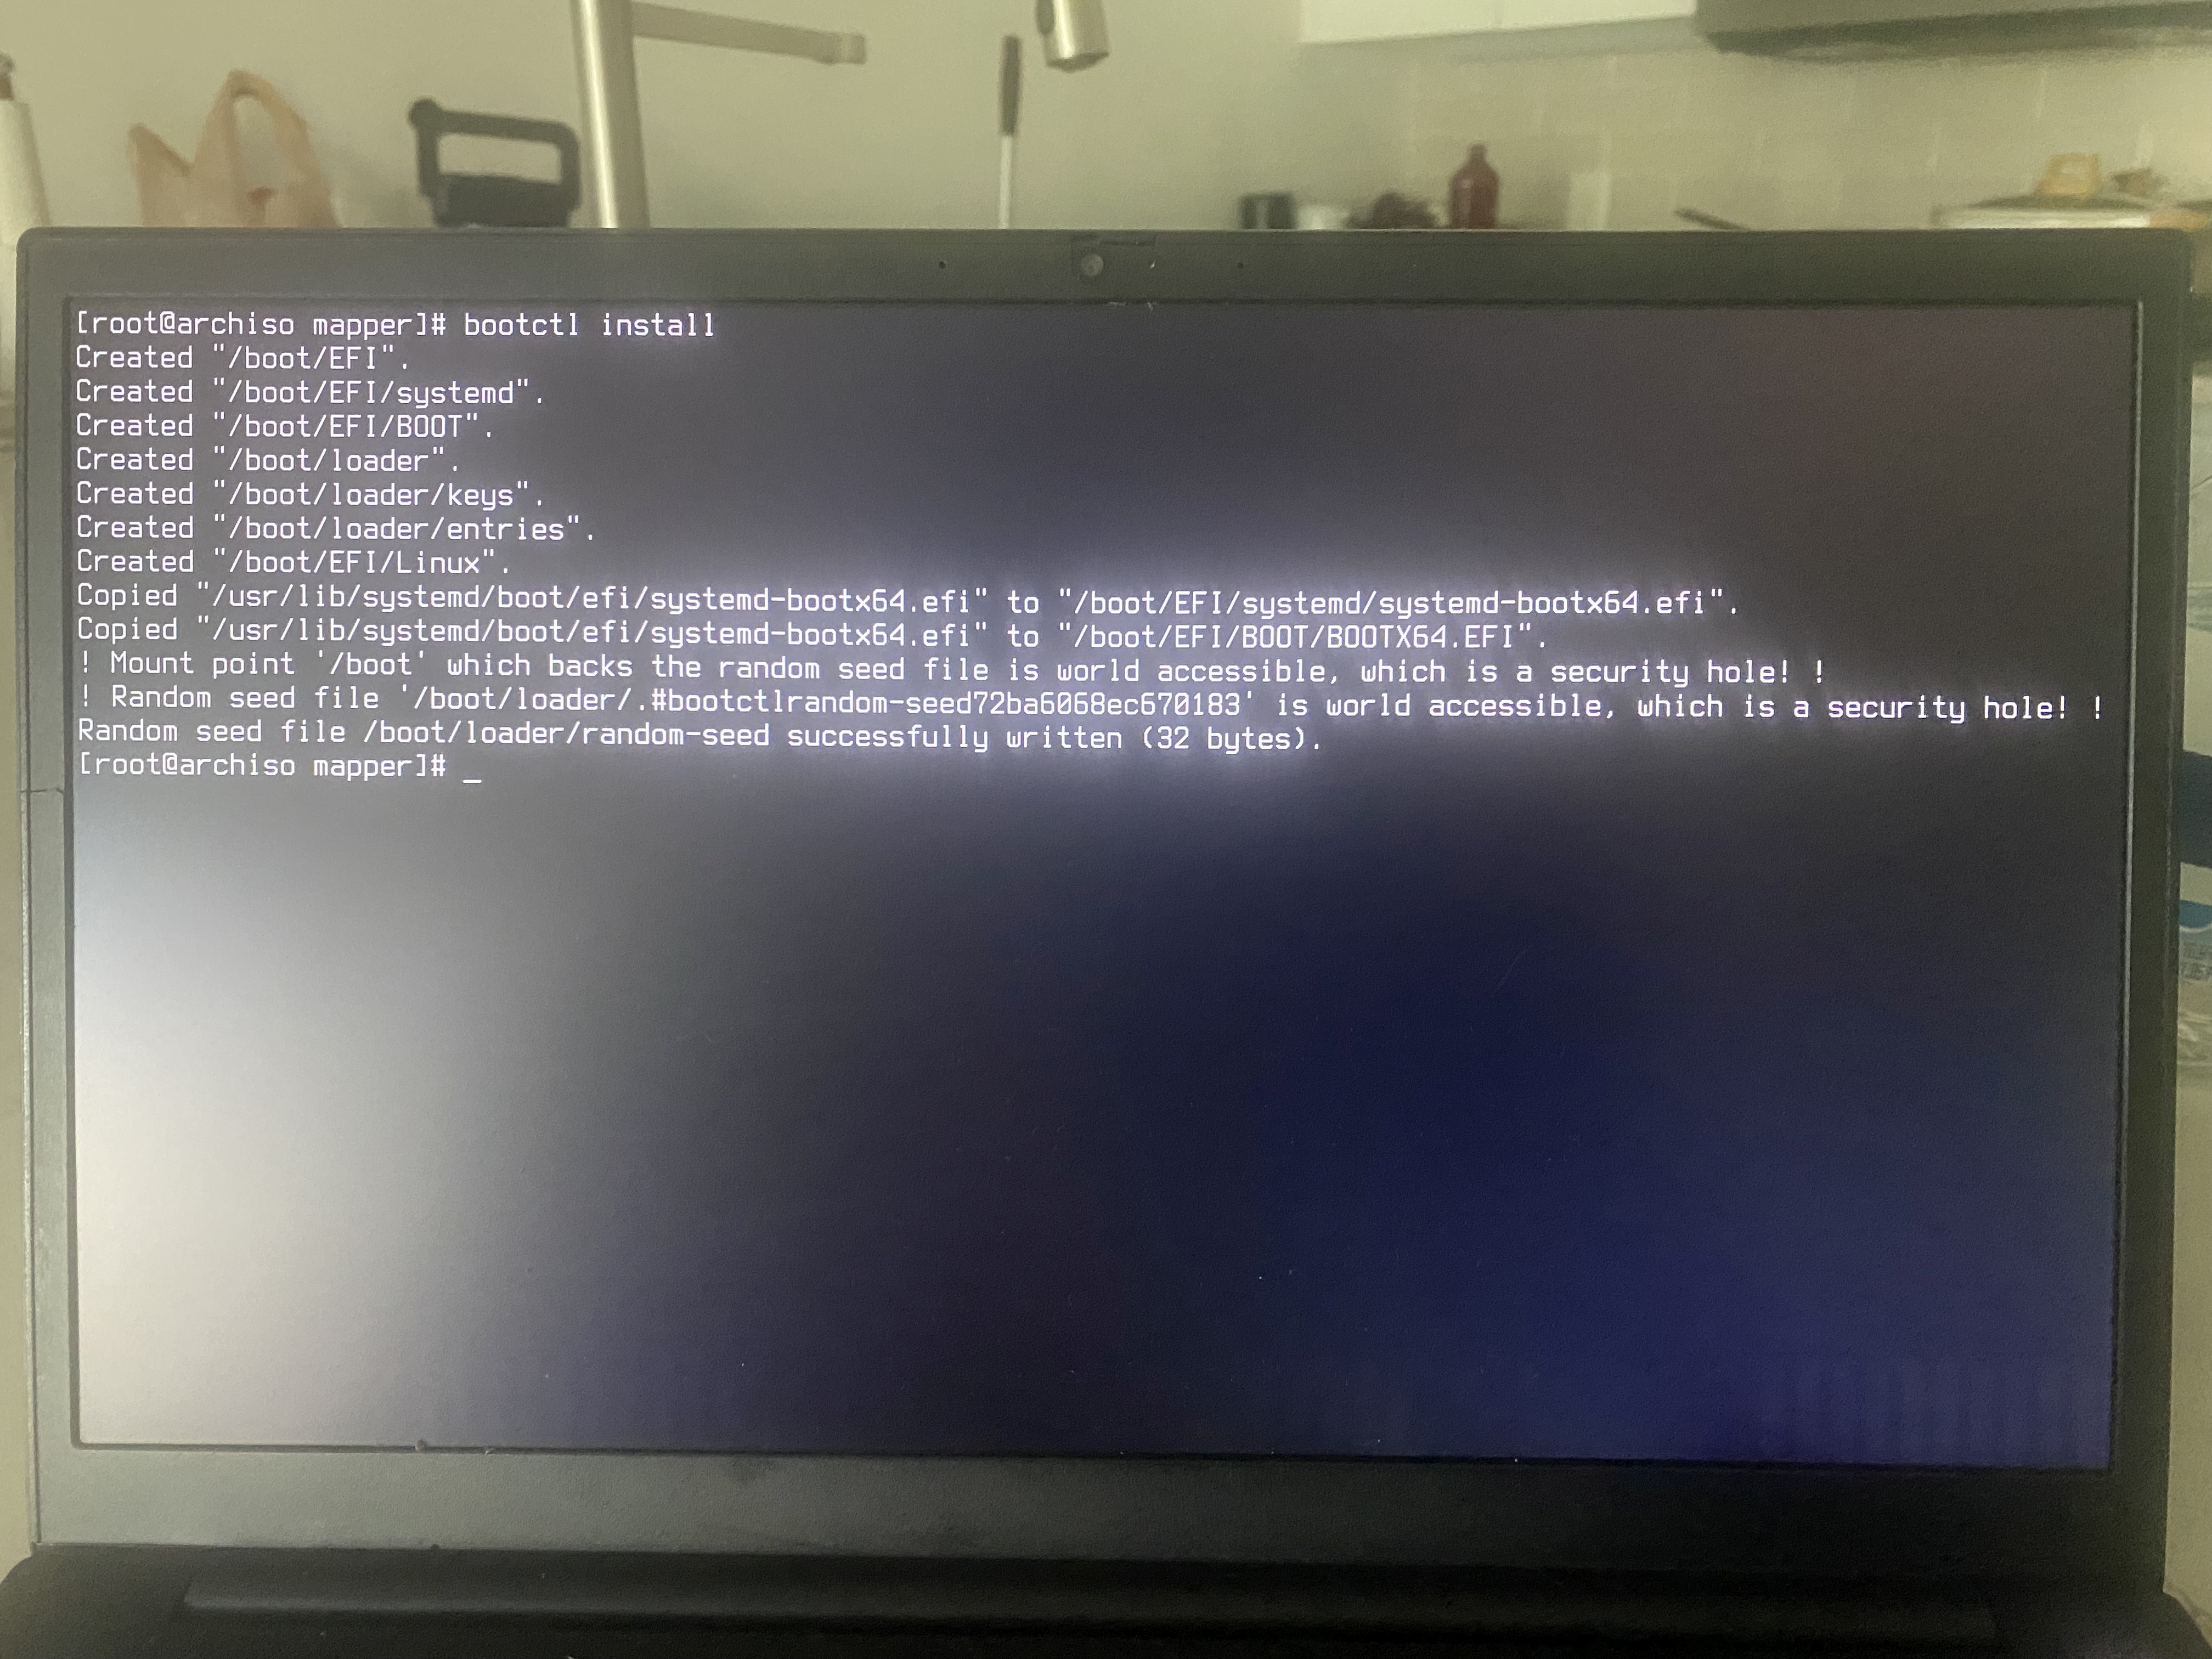 [root@archiso mapper]# bootctl install
Created "/boot/EFI".
Created "/boot/EFI/systemd".
Created "/boot/EFI/BOOT".
Created "/boot/loader".
Created "/boot/loader/keys".
Created "/boot/loader/entries".
Created "/boot/EFI/Linux".
Copied "/usr/lib/systemd/boot/efi/systemd-bootx64.efi" to "/boot/EFI/systemd/systemd-bootx64.efi".
Copied "/usr/lib/systemd/boot/efi/systemd-bootx64.efi" to "/boot/EFI/BOOT/BOOTX64.EFI".
! Mount point '/boot' which backs the random seed file is world accessible, which is a security hole! !
! Random seed file '/boot/loader/.#bootctlrandom-seed72ba6068ec670183' is world accessible, which is a security hole! !
Random seed file /boot/loader/random-seed successfully written (32 bytes).
[root@archiso mapper]# _